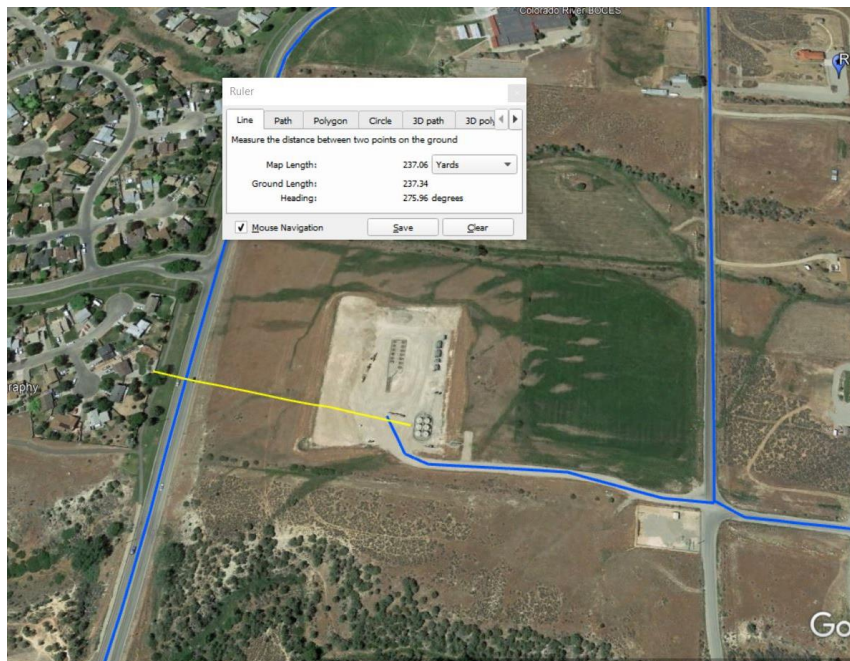 Colorado River BOCES
R
Ruler
Line Path Polygon Circle 3D path 3D poly
Measure the distance between two points on the ground
Map Length: 237.06 Yards
Ground Length: 237.34
Heading: 275.96 degrees
Mouse Navigation Save Clear
raphy
Go